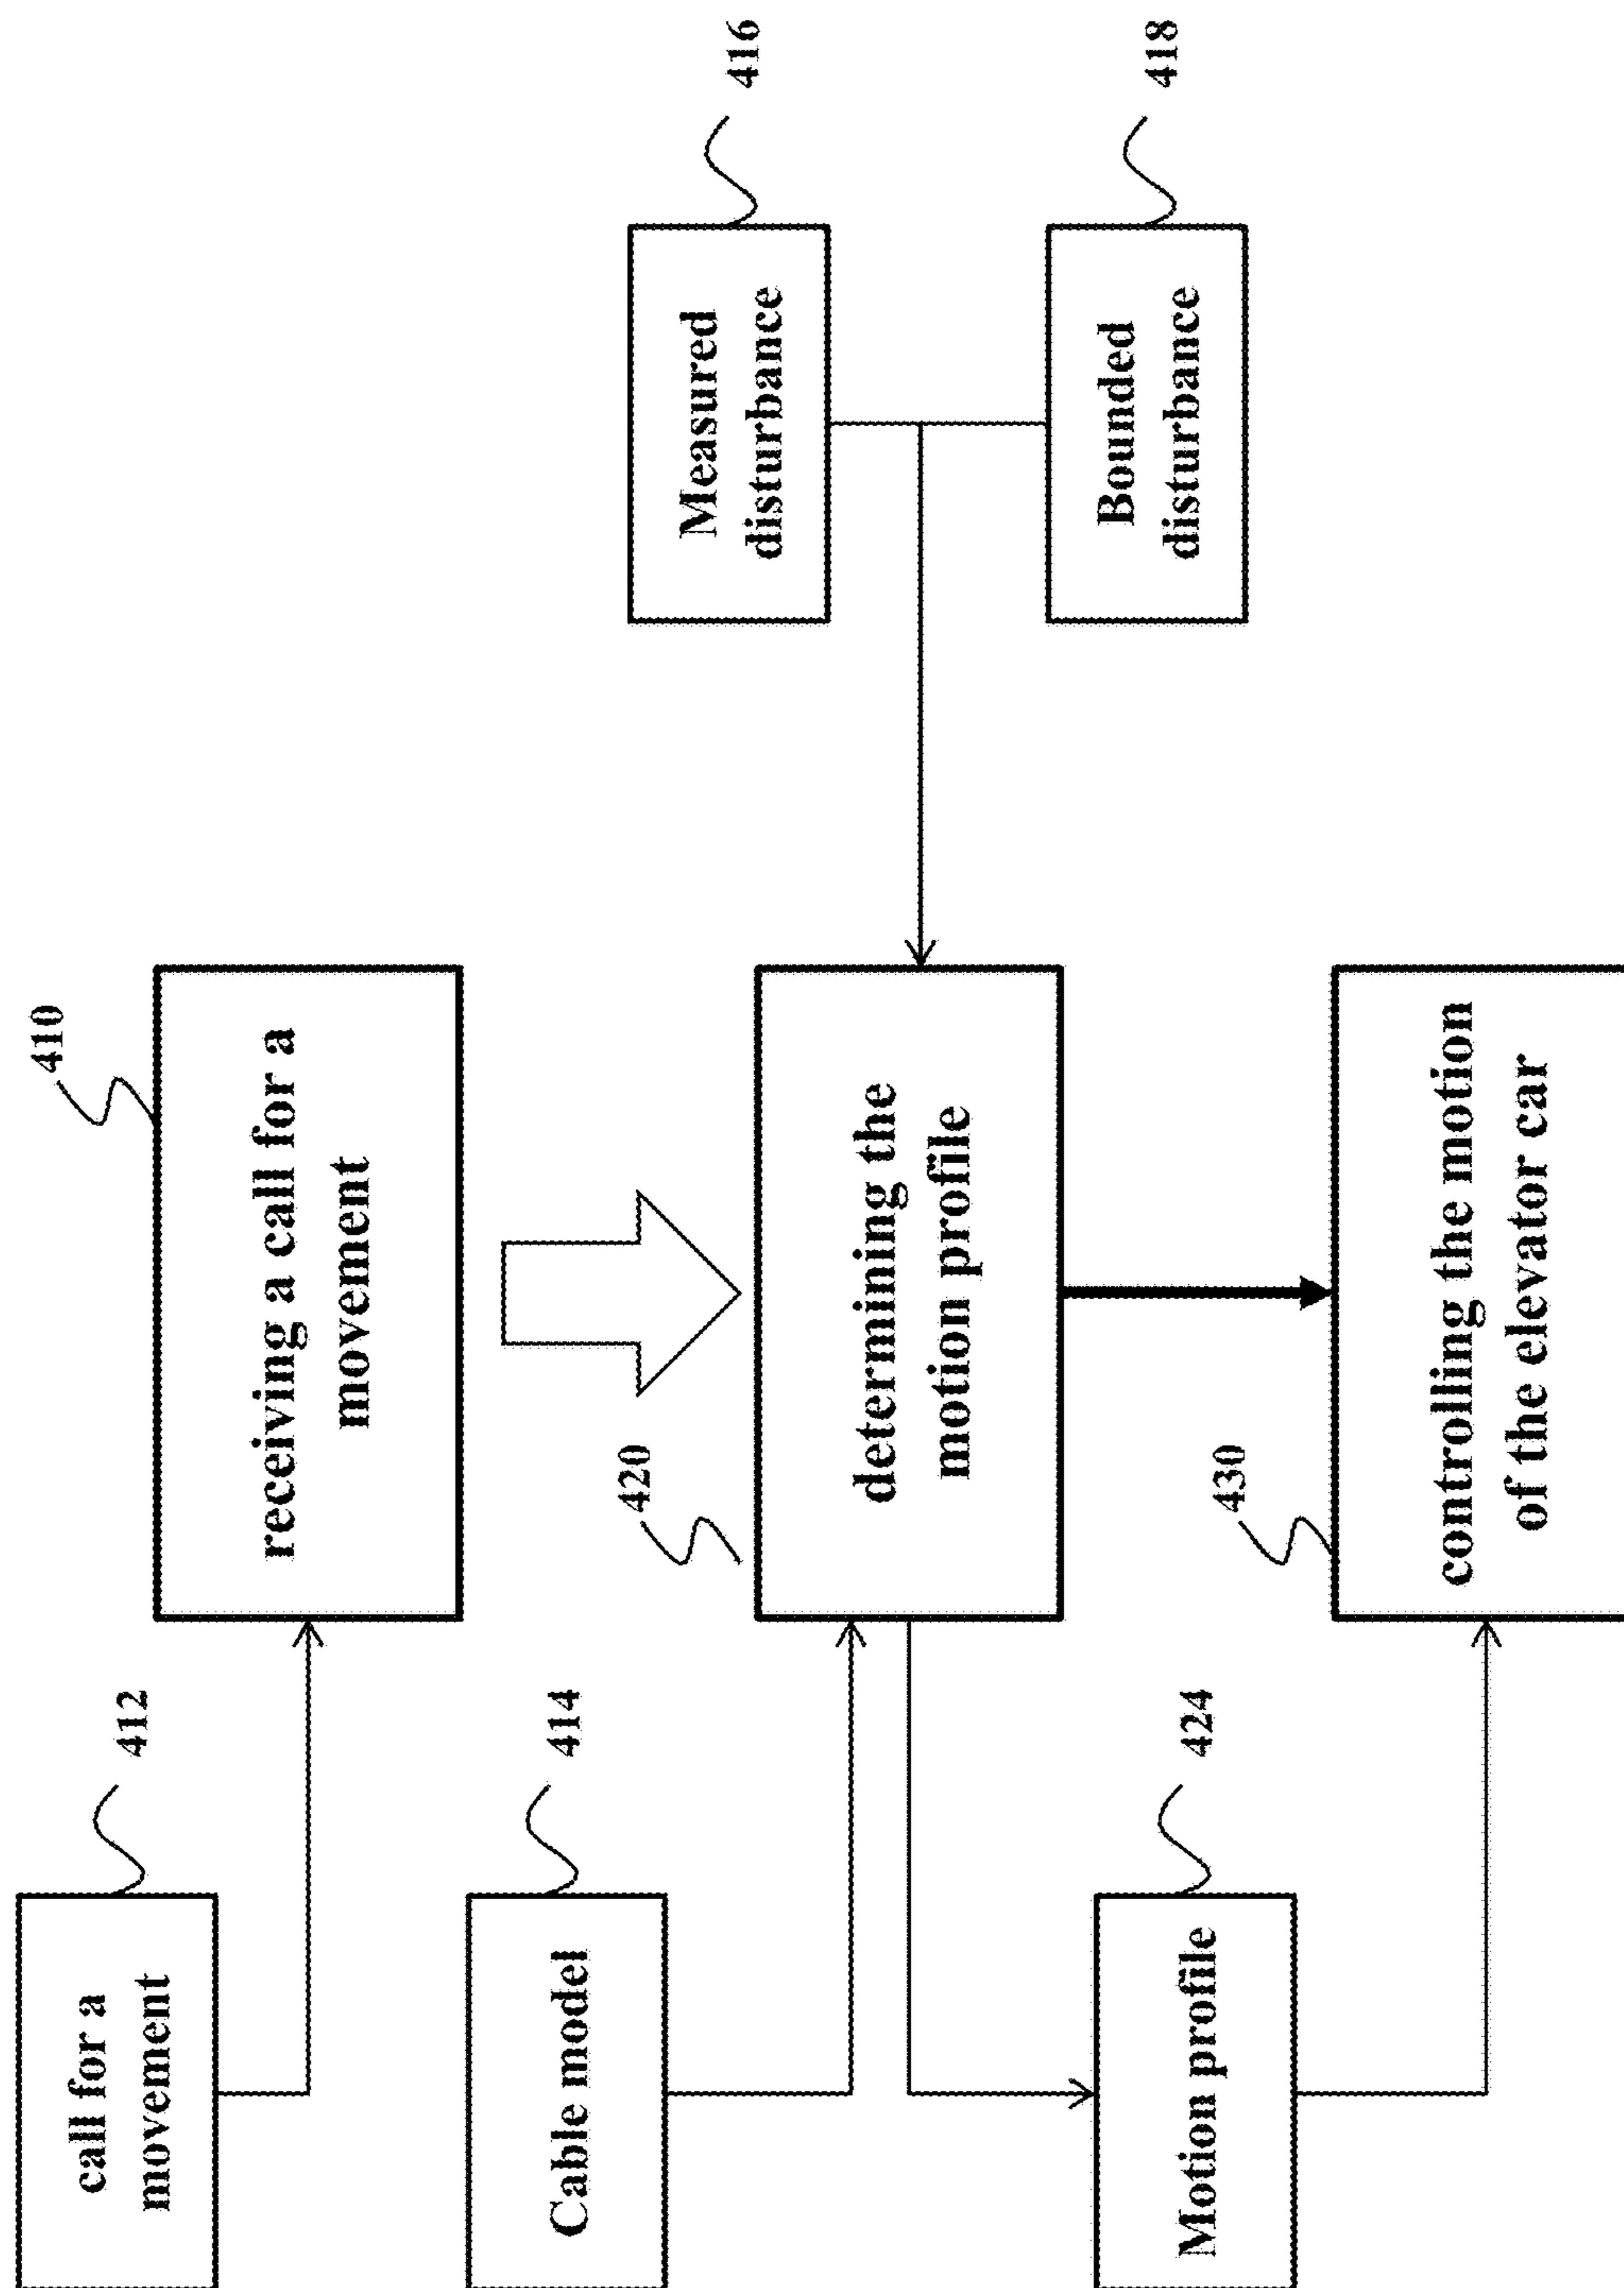 410
receiving a call for a
movement
412
call for a
movement
414
Cable model
420
determining the
motion profile
416
Measured
disturbance
418
Bounded
disturbance
424
Motion profile
430
controlling the motion
of the elevator car